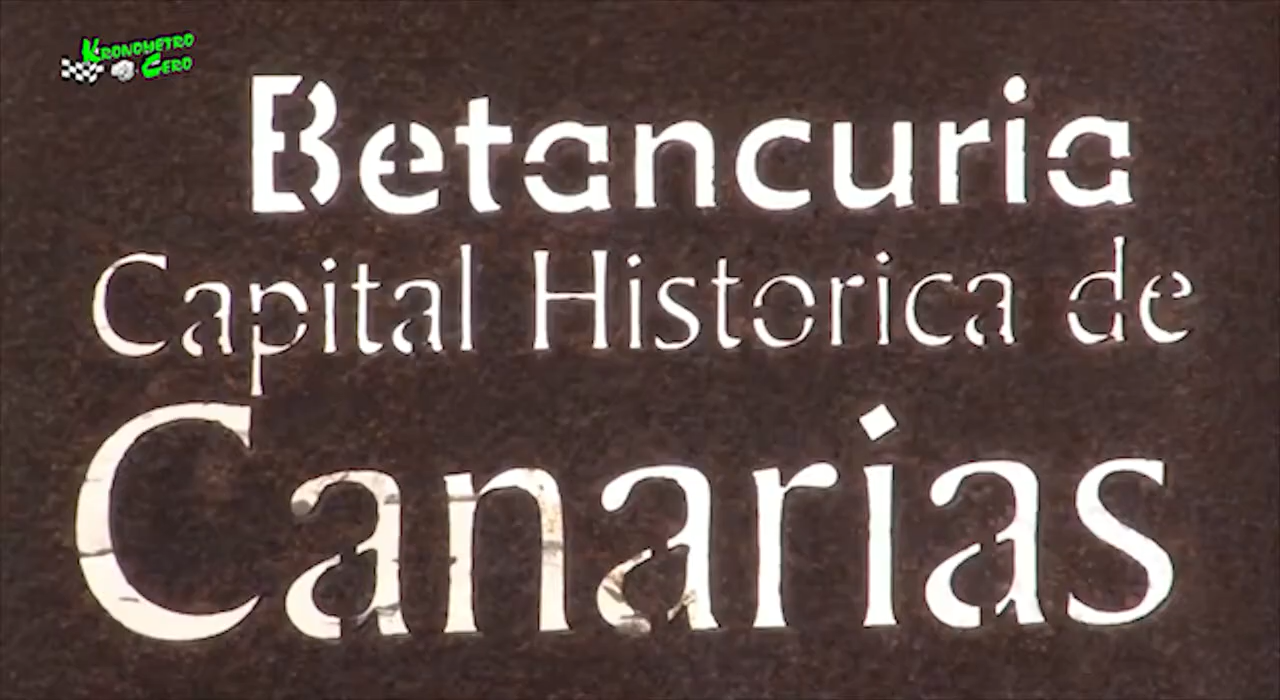 KRONOMETRO
CERO
Betancuria
Capital Historica de
Canarias